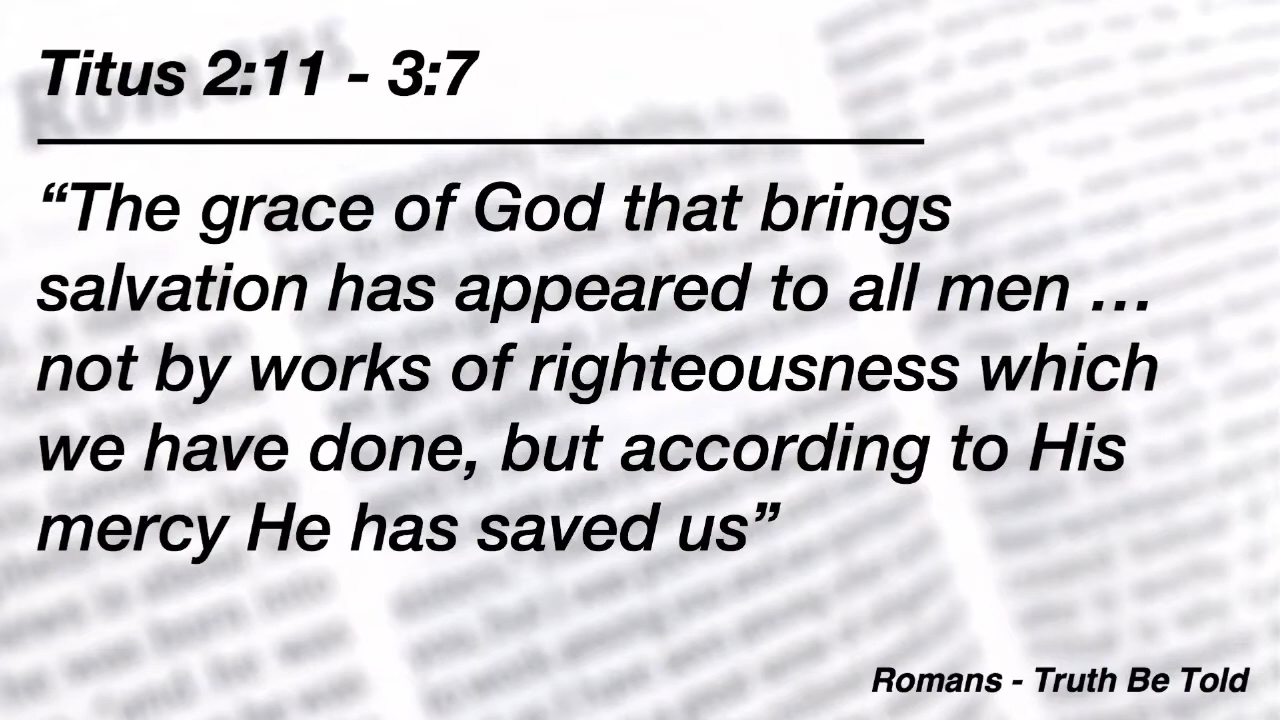 Titus 2:11 - 3:7
“The grace of God that brings
salvation has appeared to all men …
not by works of righteousness which
we have done, but according to His
mercy He has saved us”
Romans - Truth Be Told